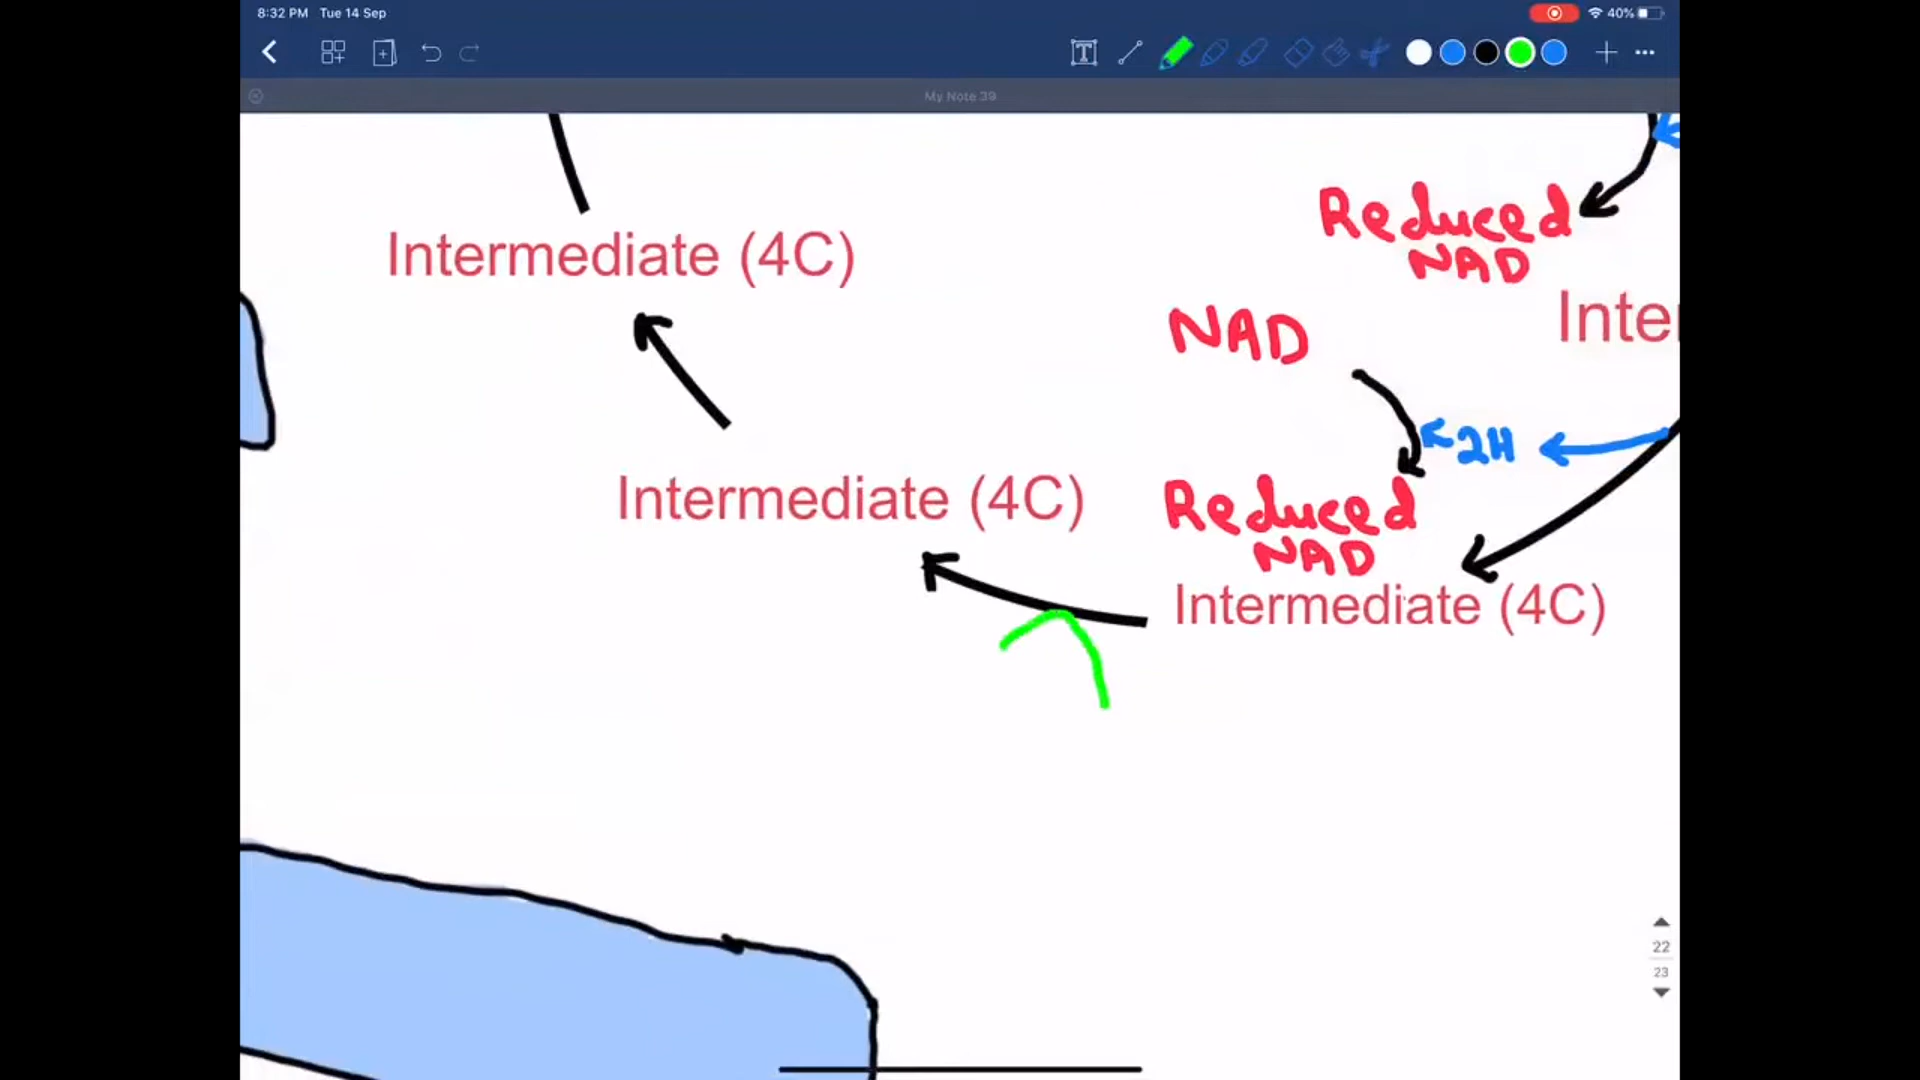 8:32 PM Tue 14 Sep
40%
T
My Note 39
Reduced
NAD
Intermediate (4C)
Inte
NAD
2H
Intermediate (4C)
Reduced
NAD
Intermediate (4C)
22
23